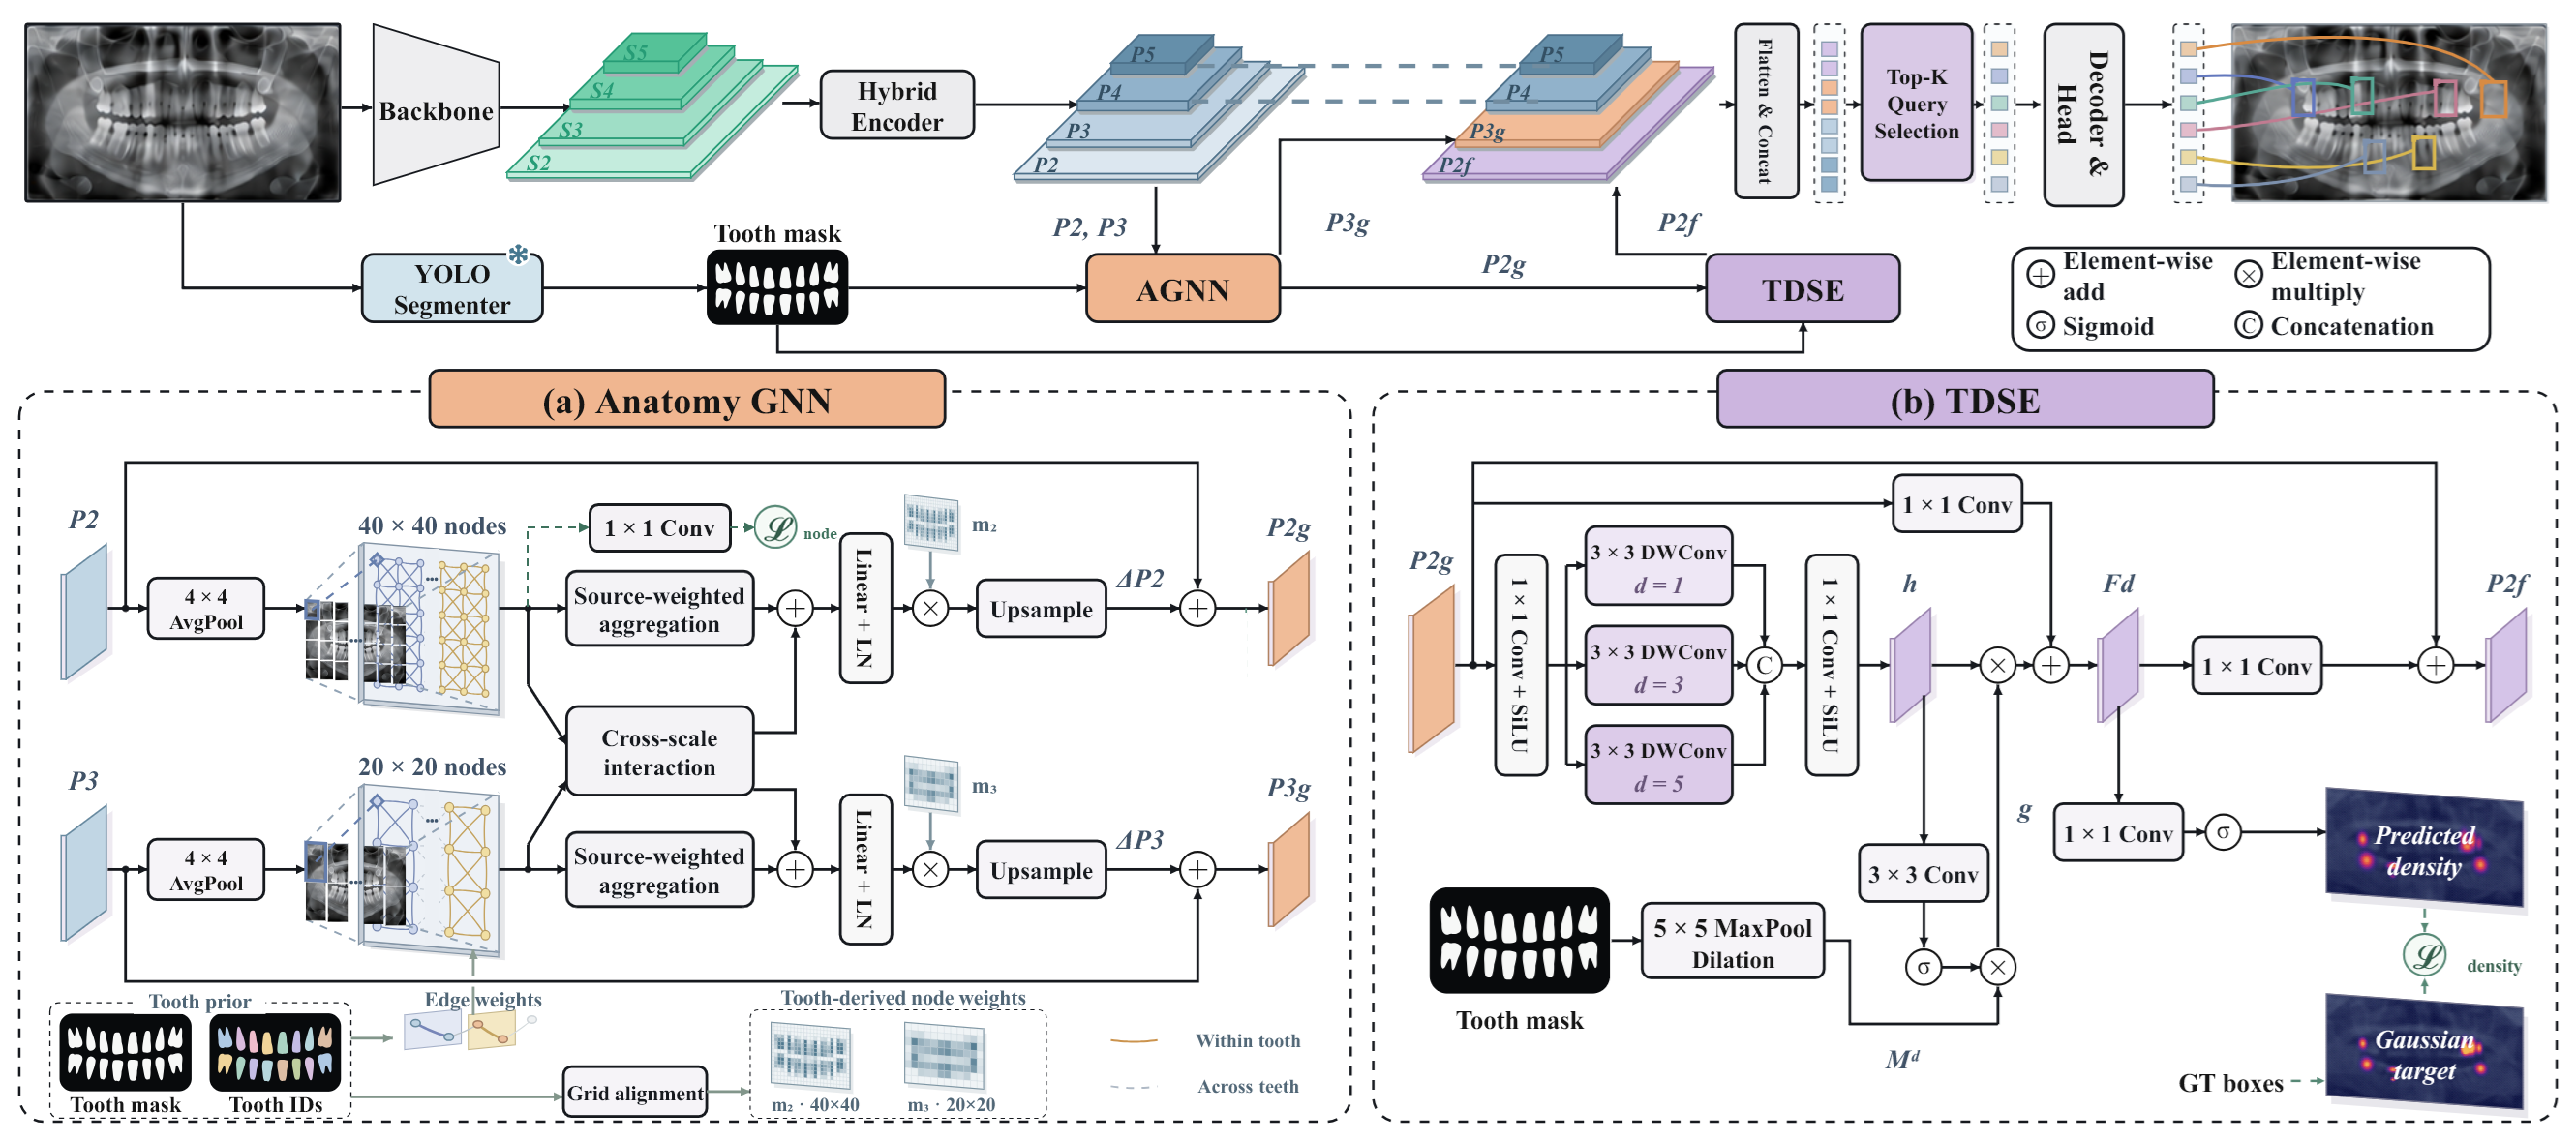 Backbone
S5
S4
S3
S2
Hybrid
Encoder
P5
P4
P3
P2
P5
P4
P3g
P2f
Flatten & Concat
Top-K
Query
Selection
Decoder &
Head
YOLO
Segmenter
Tooth mask
P2, P3
AGNN
P3g
P2g
P2f
TDSE
Element-wise
add
Element-wise
multiply
σ Sigmoid
C Concatenation
(a) Anatomy GNN
P2
4 × 4
AvgPool
40 × 40 nodes
1 × 1 Conv
ℒ node
Source-weighted
aggregation
Linear + LN
m₂
Upsample
ΔP2
P2g
Cross-scale
interaction
P3
4 × 4
AvgPool
20 × 20 nodes
Source-weighted
aggregation
Linear + LN
m₃
Upsample
ΔP3
P3g
Tooth prior
Tooth mask
Tooth IDs
Edge weights
Grid alignment
Tooth-derived node weights
m₂ · 40×40
m₃ · 20×20
Within tooth
Across teeth
(b) TDSE
P2g
1 × 1 Conv + SiLU
3 × 3 DWConv
d = 1
3 × 3 DWConv
d = 3
3 × 3 DWConv
d = 5
C
1 × 1 Conv + SiLU
1 × 1 Conv
h
Fd
1 × 1 Conv
P2f
g
3 × 3 Conv
σ
1 × 1 Conv
σ
Predicted
density
ℒ density
Gaussian
target
GT boxes
Tooth mask
5 × 5 MaxPool
Dilation
Mᵈ